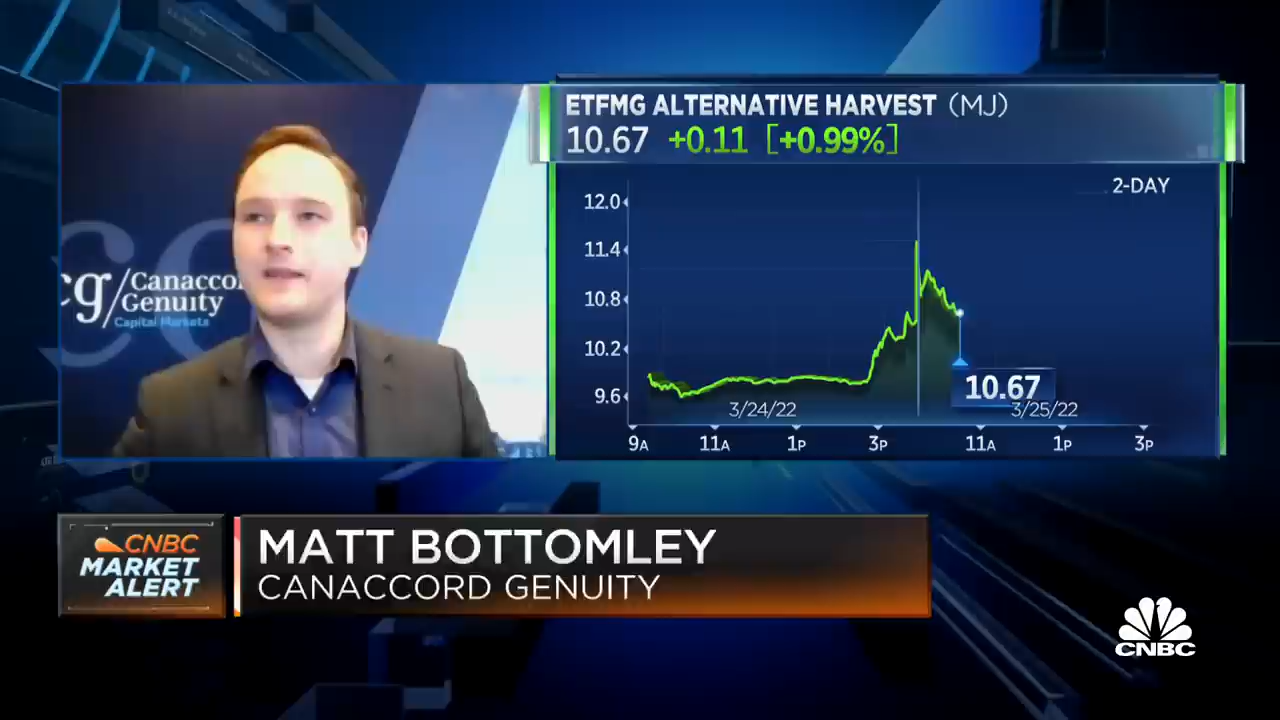 cg/Canaccor
Genuity
Capital Markets
ETFMG ALTERNATIVE HARVEST (MJ)
10.67 +0.11 [+0.99%]
2-DAY
12.0
11.4
10.8
10.2
9.6
10.67
3/24/22
3/25/22
9A 11A 1P 3P 11A 1P 3P
CNBC
MARKET
ALERT
MATT BOTTOMLEY
CANACCORD GENUITY
CNBC